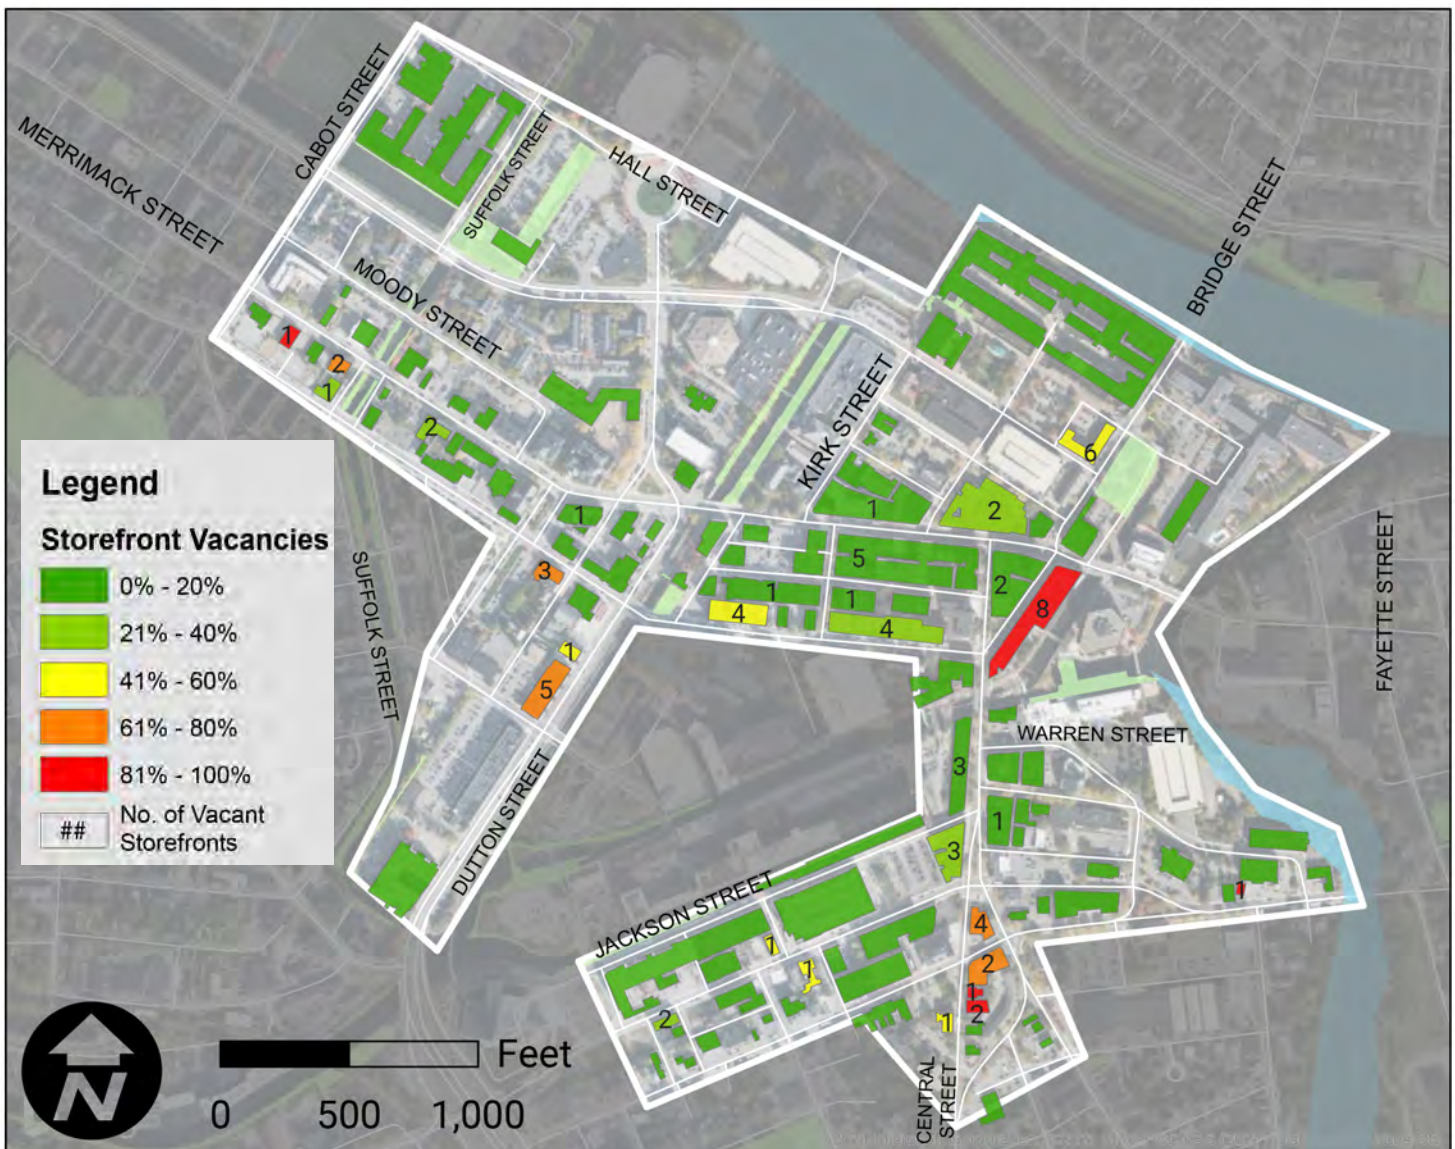 CABOT STREET
MERRIMACK STREET
SUFFOLK STREET
HALL STREET
BRIDGE STREET
MOODY STREET
1
2
1
2
KIRK STREET
6
1
1
2
Legend
Storefront Vacancies
0% - 20%
21% - 40%
41% - 60%
61% - 80%
81% - 100%
##
No. of Vacant
Storefronts
SUFFOLK STREET
FAYETTE STREET
5
3
2
1
1
8
4
4
1
5
WARREN STREET
3
DUTTON STREET
1
3
JACKSON STREET
1
4
1
1
2
1
2
2
1
CENTRAL
STREET
N
Feet
0
500
1,000